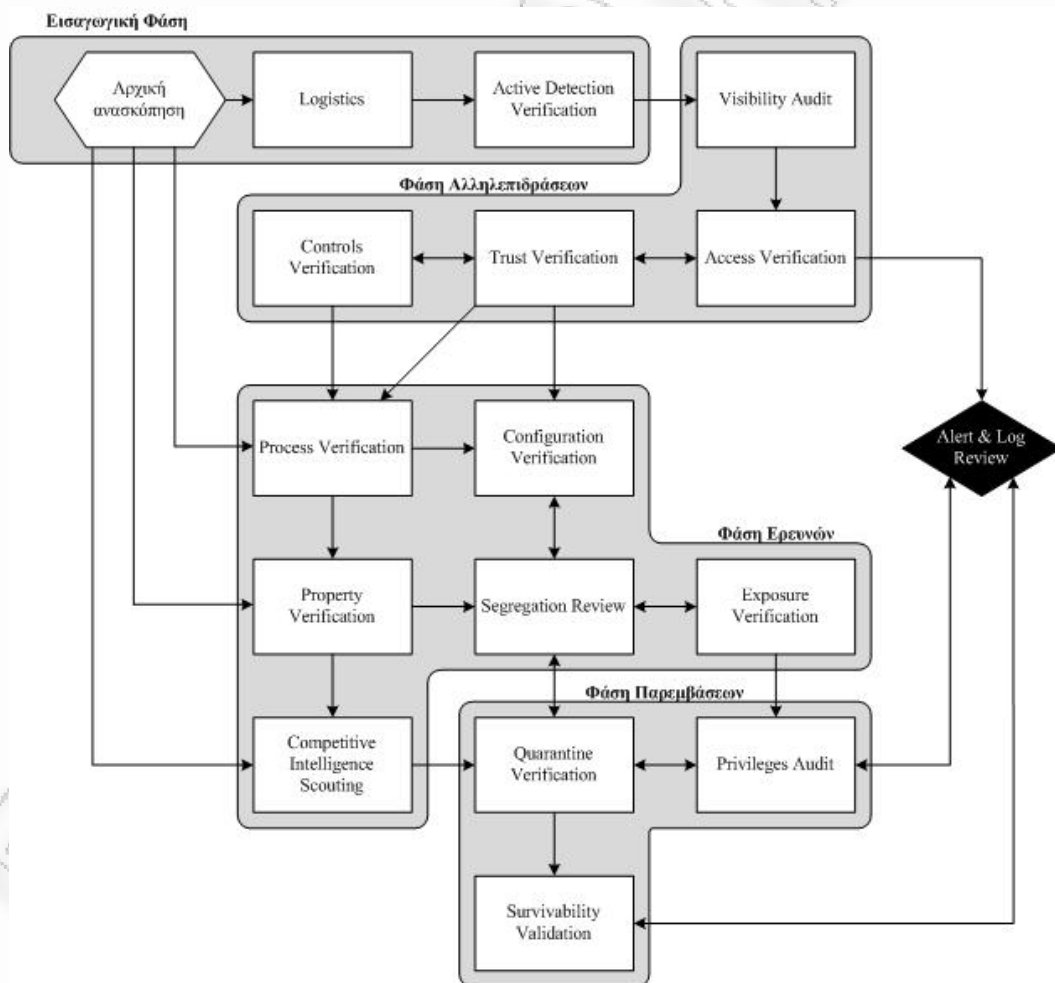 Εισαγωγική Φάση
Αρχική
ανασκόπηση
Logistics
Active Detection
Verification
Visibility Audit
Φάση Αλληλεπιδράσεων
Controls
Verification
Trust Verification
Access Verification
Process Verification
Configuration
Verification
Alert & Log
Review
Φάση Ερευνών
Property
Verification
Segregation Review
Exposure
Verification
Φάση Παρεμβάσεων
Competitive
Intelligence
Scouting
Quarantine
Verification
Privileges Audit
Survivability
Validation